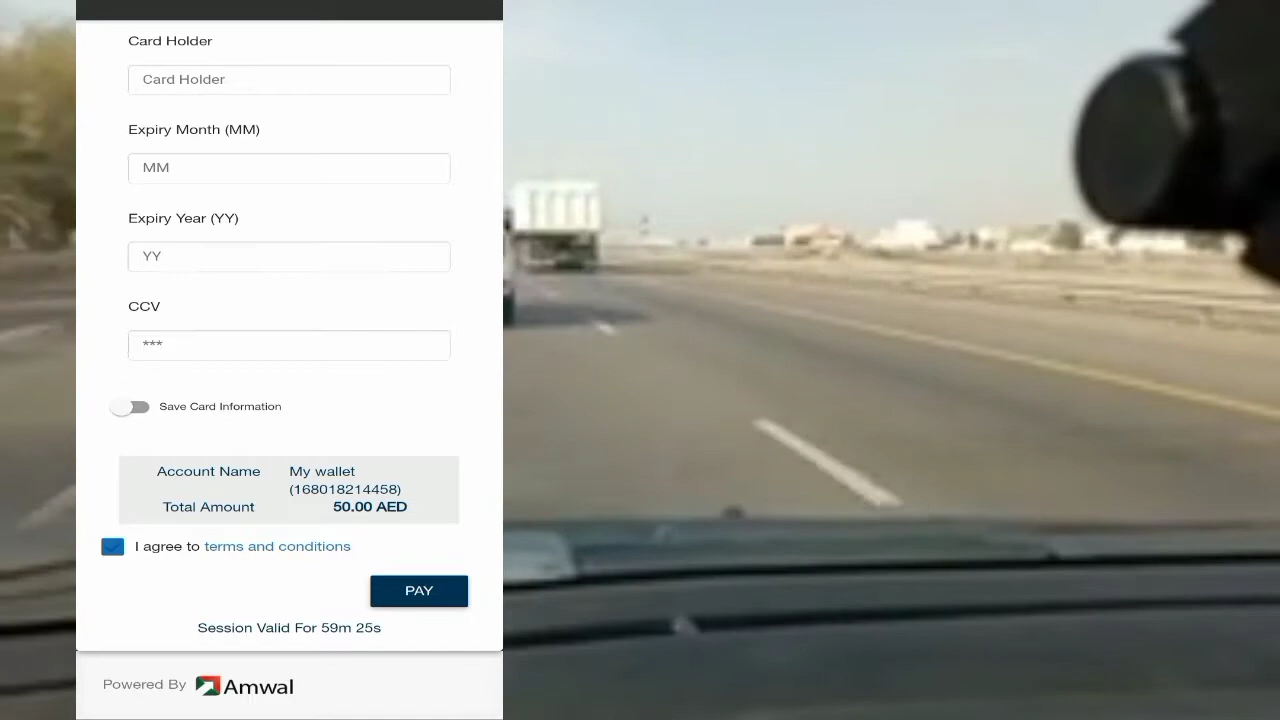 Card Holder
Card Holder
Expiry Month (MM)
MM
Expiry Year (YY)
YY
CCV
***
Save Card Information
Account Name My wallet
(168018214458)
Total Amount 50.00 AED
I agree to terms and conditions
PAY
Session Valid For 59m 25s
Powered By Amwal